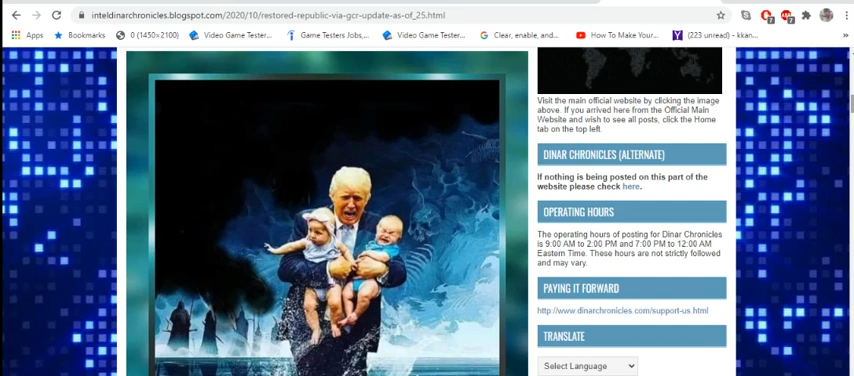 inteldinarchronicles.blogspot.com/2020/10/restored-republic-via-gcr-update-as-of_25.html
Apps Bookmarks 0 (1450×2100) Video Game Tester... Game Testers Jobs,... Video Game Tester... Clear, enable, and... How To Make Your... (223 unread) - kkan... »
Visit the main official website by clicking the image
above. If you arrived here from the Official Main
Website and wish to see all posts, click the Home
tab on the top left.
DINAR CHRONICLES (ALTERNATE)
If nothing is being posted on this part of the
website please check here.
OPERATING HOURS
The operating hours of posting for Dinar Chronicles
is 9:00 AM to 2:00 PM and 7:00 PM to 12:00 AM
Eastern Time. These hours are not strictly followed
and may vary.
PAYING IT FORWARD
http://www.dinarchronicles.com/support-us.html
TRANSLATE
Select Language